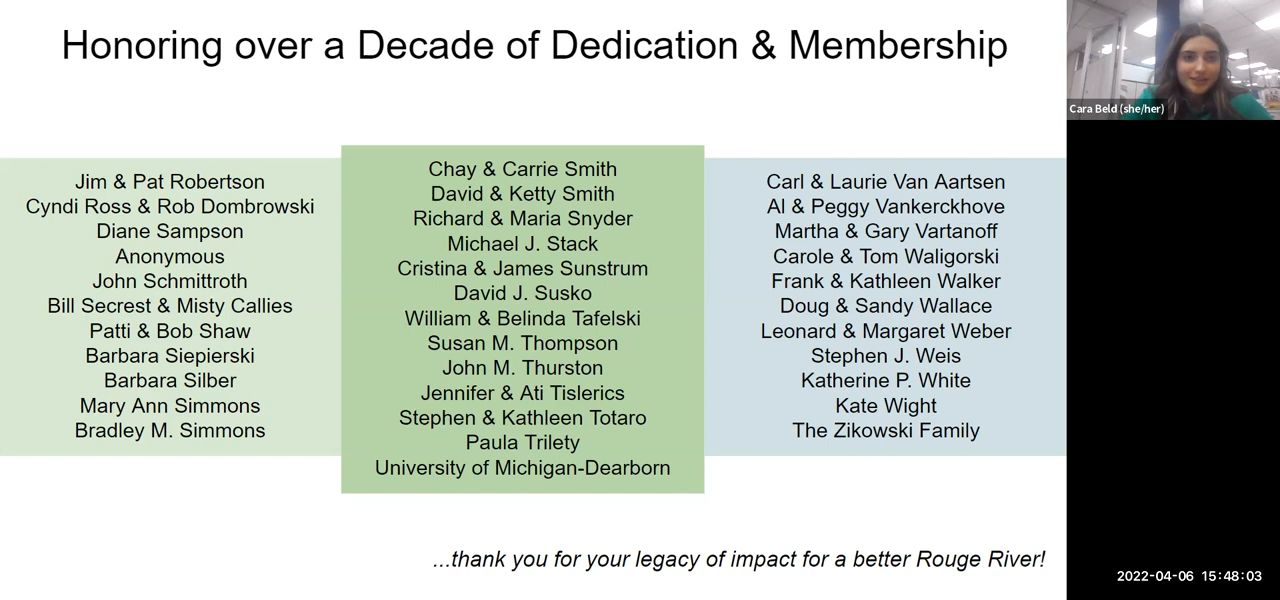 Honoring over a Decade of Dedication & Membership
Cara Beld (she/her)
Jim & Pat Robertson
Cyndi Ross & Rob Dombrowski
Diane Sampson
Anonymous
John Schmittroth
Bill Secrest & Misty Callies
Patti & Bob Shaw
Barbara Siepierski
Barbara Silber
Mary Ann Simmons
Bradley M. Simmons
Chay & Carrie Smith
David & Ketty Smith
Richard & Maria Snyder
Michael J. Stack
Cristina & James Sunstrum
David J. Susko
William & Belinda Tafelski
Susan M. Thompson
John M. Thurston
Jennifer & Ati Tislerics
Stephen & Kathleen Totaro
Paula Trilety
University of Michigan-Dearborn
Carl & Laurie Van Aartsen
Al & Peggy Vankerckhove
Martha & Gary Vartanoff
Carole & Tom Waligorski
Frank & Kathleen Walker
Doug & Sandy Wallace
Leonard & Margaret Weber
Stephen J. Weis
Katherine P. White
Kate Wight
The Zikowski Family
...thank you for your legacy of impact for a better Rouge River!
2022-04-06 15:48:03